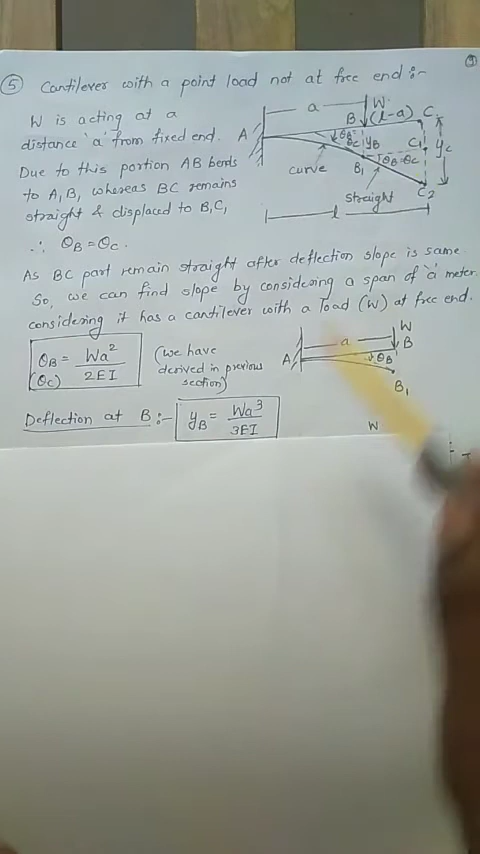 ⑤ Cantilever with a point load not at free end :-
W is acting at a
distance 'a' from fixed end.
Due to this portion AB bends
to A, B, whereas BC remains
straight & displaced to B,C,
∴ θB = θC.
a
W
B
(l-a)
C
A
θB
θC
yB
C1
yC
B1
θB=θC
curve
straight
C2
l
As BC part remain straight after deflection slope is same.
So, we can find slope by considering a span of 'a' meter.
considering it has a cantilever with a load (W) at free end.
θB = Wa²/2EI
(θC)
(we have
derived in previous
section)
W
a
B
A
θB
B1
Deflection at B :- yB = Wa³/3EI
W